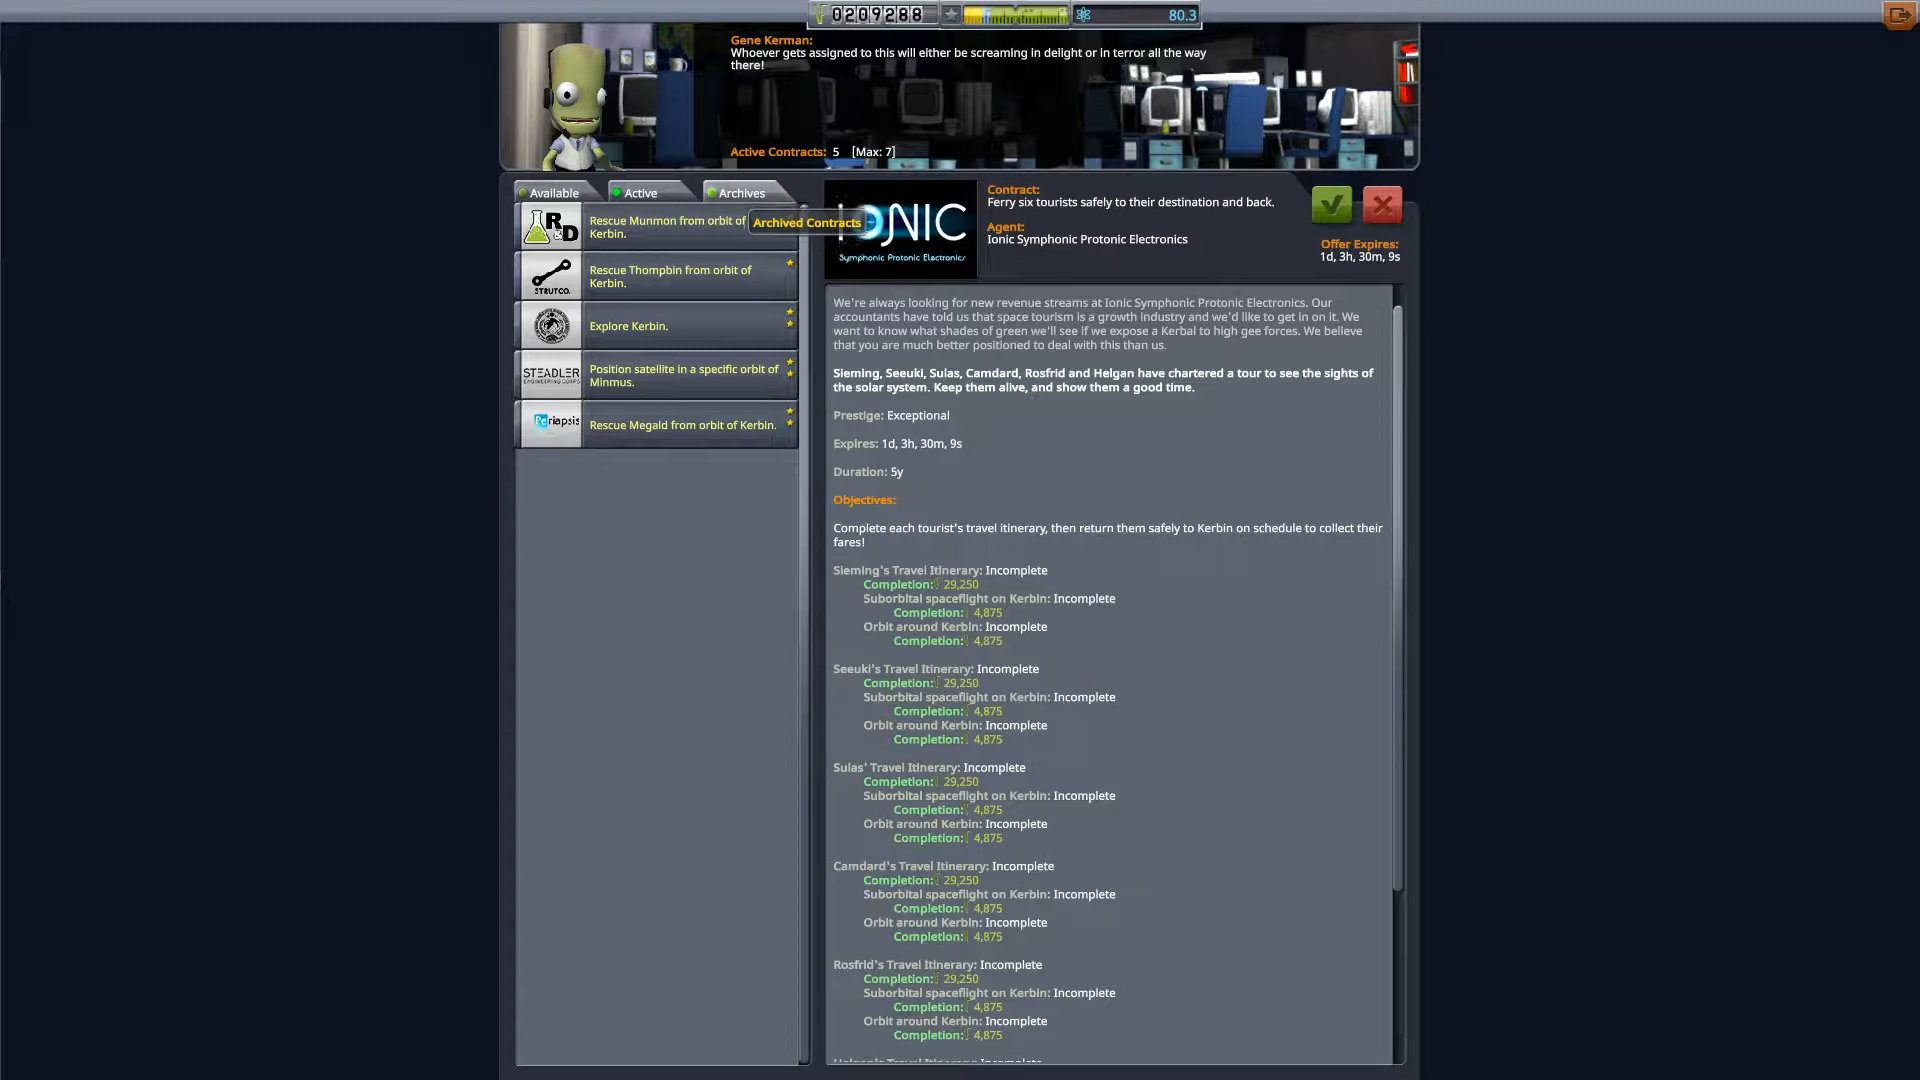 0209288
80.3
Gene Kerman:
Whoever gets assigned to this will either be screaming in delight or in terror all the way
there!
Active Contracts: 5 [Max: 7]
Available
Active
Archives
R&D
Rescue Munmon from orbit of
Kerbin.
Archived Contracts
STRUTCO.
Rescue Thompbin from orbit of
Kerbin.
Explore Kerbin.
STEADLER
ENGINEERING CORPS
Position satellite in a specific orbit of
Minmus.
Periapsis
Rescue Megald from orbit of Kerbin.
IONIC
Symphonic Protonic Electronics
Contract:
Ferry six tourists safely to their destination and back.
Agent:
Ionic Symphonic Protonic Electronics
Offer Expires:
1d, 3h, 30m, 9s
We're always looking for new revenue streams at Ionic Symphonic Protonic Electronics. Our
accountants have told us that space tourism is a growth industry and we'd like to get in on it. We
want to know what shades of green we'll see if we expose a Kerbal to high gee forces. We believe
that you are much better positioned to deal with this than us.
Sieming, Seeuki, Sulas, Camdard, Rosfrid and Helgan have chartered a tour to see the sights of
the solar system. Keep them alive, and show them a good time.
Prestige: Exceptional
Expires: 1d, 3h, 30m, 9s
Duration: 5y
Objectives:
Complete each tourist's travel itinerary, then return them safely to Kerbin on schedule to collect their
fares!
Sieming's Travel Itinerary: Incomplete
Completion: 29,250
Suborbital spaceflight on Kerbin: Incomplete
Completion: 4,875
Orbit around Kerbin: Incomplete
Completion: 4,875
Seeuki's Travel Itinerary: Incomplete
Completion: 29,250
Suborbital spaceflight on Kerbin: Incomplete
Completion: 4,875
Orbit around Kerbin: Incomplete
Completion: 4,875
Sulas' Travel Itinerary: Incomplete
Completion: 29,250
Suborbital spaceflight on Kerbin: Incomplete
Completion: 4,875
Orbit around Kerbin: Incomplete
Completion: 4,875
Camdard's Travel Itinerary: Incomplete
Completion: 29,250
Suborbital spaceflight on Kerbin: Incomplete
Completion: 4,875
Orbit around Kerbin: Incomplete
Completion: 4,875
Rosfrid's Travel Itinerary: Incomplete
Completion: 29,250
Suborbital spaceflight on Kerbin: Incomplete
Completion: 4,875
Orbit around Kerbin: Incomplete
Completion: 4,875
Helgan's Travel Itinerary: Incomplete